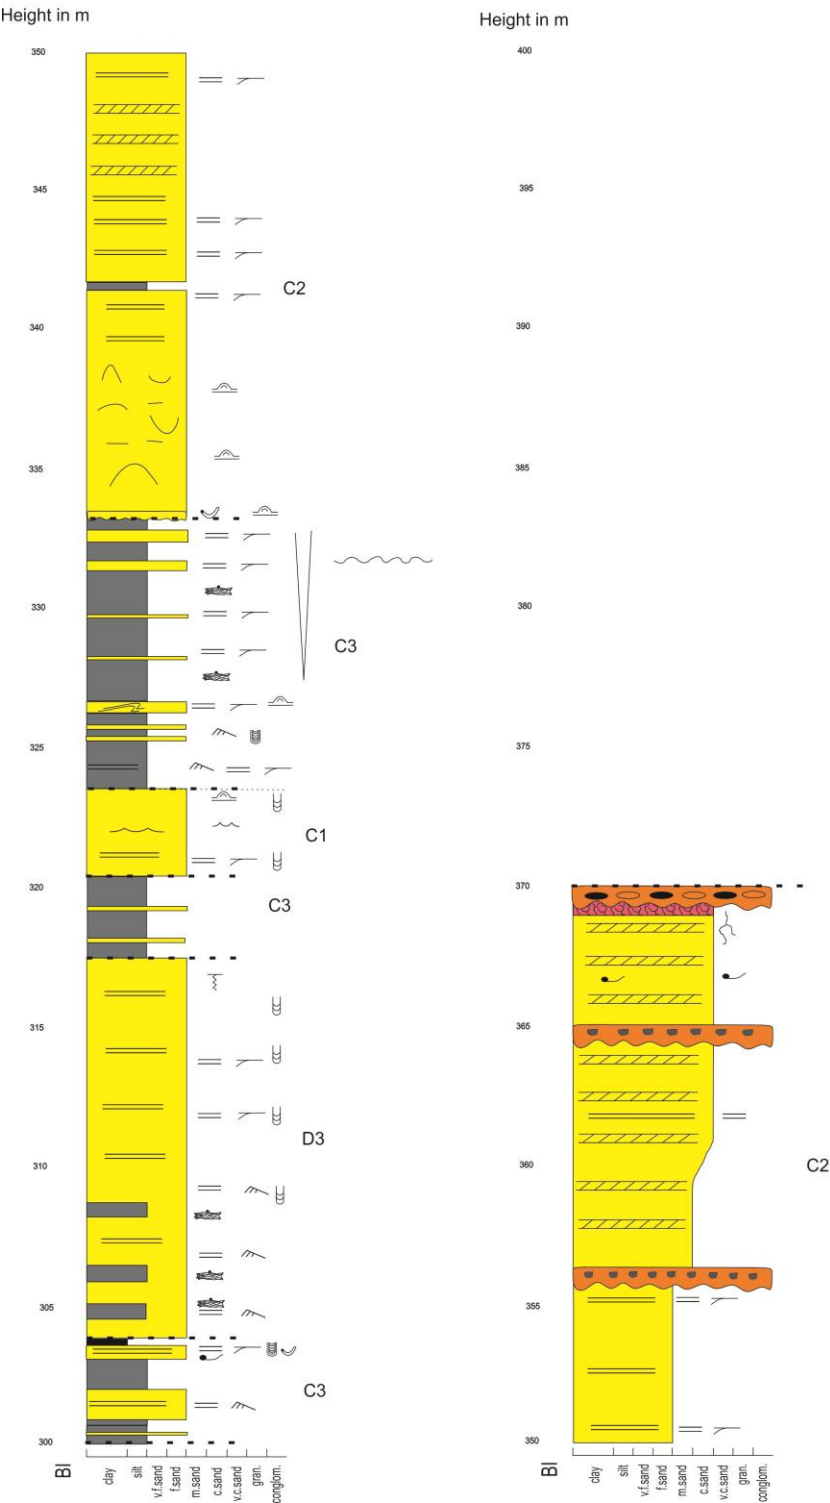 Height in m
350
345
C2
340
335
330
C3
325
C1
320
C3
315
D3
310
305
C3
300
BI
clay
silt
v.f.sand
f.sand
m.sand
c.sand
v.c.sand
gran.
conglom.
Height in m
400
395
390
385
380
375
370
365
C2
360
355
350
BI
clay
silt
v.f.sand
f.sand
m.sand
c.sand
v.c.sand
gran.
conglom.